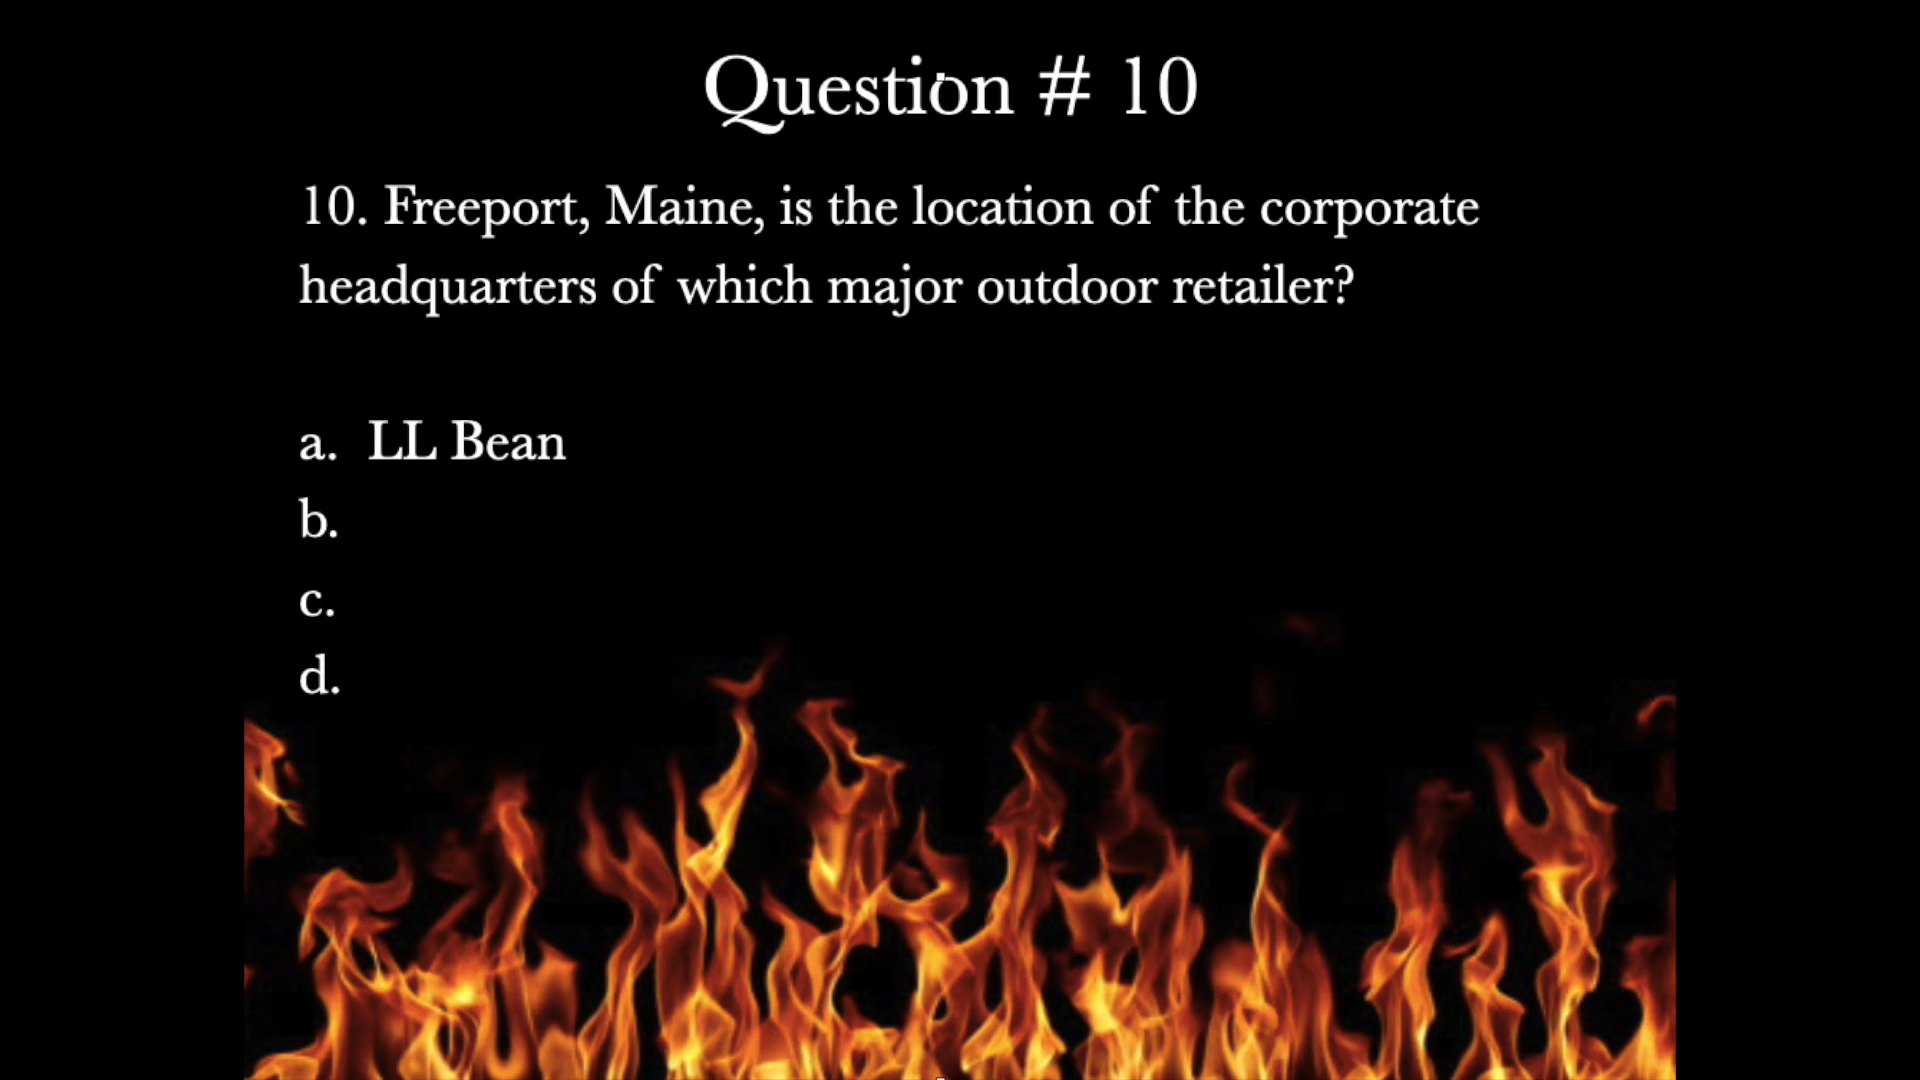 Question # 10
10. Freeport, Maine, is the location of the corporate
headquarters of which major outdoor retailer?
a. LL Bean
b.
c.
d.